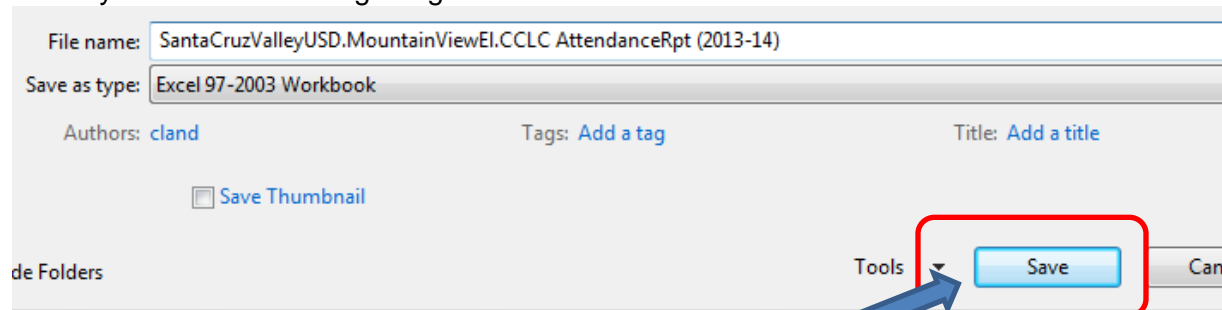 File name: SantaCruzValleyUSD.MountainViewEl.CCLC AttendanceRpt (2013-14)
Save as type: Excel 97-2003 Workbook
Authors: cland Tags: Add a tag Title: Add a title
Save Thumbnail
de Folders Tools Save Can